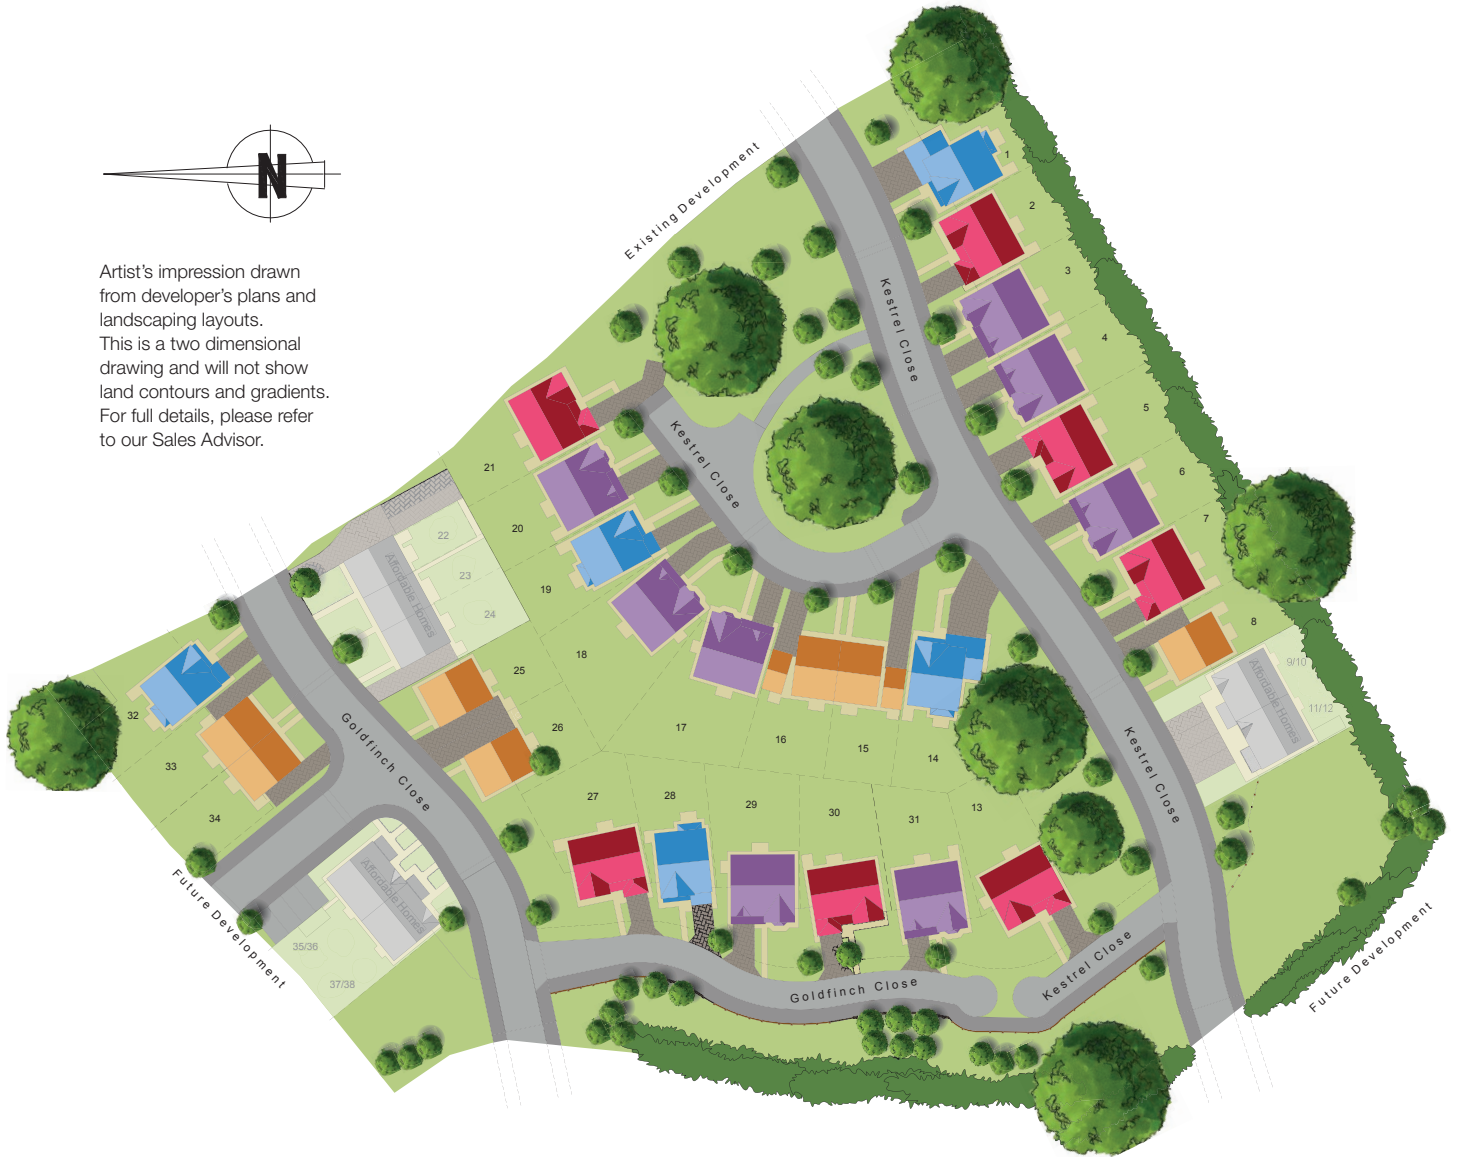 N
Artist's impression drawn
from developer's plans and
landscaping layouts.
This is a two dimensional
drawing and will not show
land contours and gradients.
For full details, please refer
to our Sales Advisor.
Existing Development
Kestrel Close
Kestrel Close
Kestrel Close
Kestrel Close
Goldfinch Close
Goldfinch Close
Future Development
Future Development
Affordable Homes
Affordable Homes
Affordable Homes
1
2
3
4
5
6
7
8
9/10
11/12
13
14
15
16
17
18
19
20
21
22
23
24
25
26
27
28
29
30
31
32
33
34
35/36
37/38